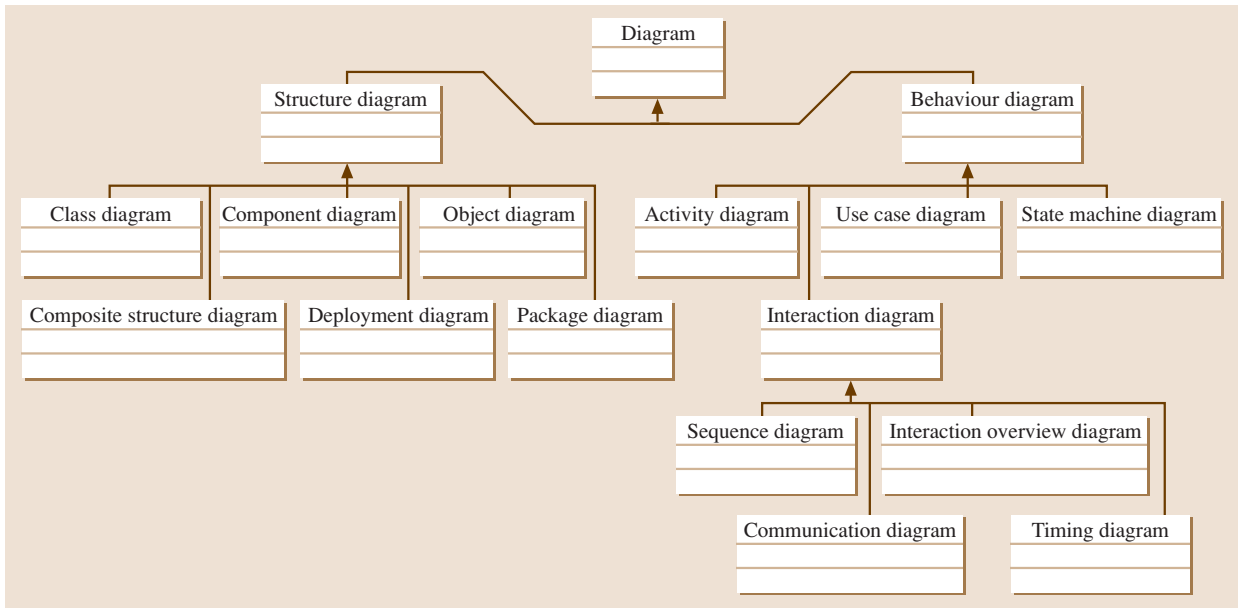 Diagram
Structure diagram
Behaviour diagram
Class diagram
Component diagram
Object diagram
Activity diagram
Use case diagram
State machine diagram
Composite structure diagram
Deployment diagram
Package diagram
Interaction diagram
Sequence diagram
Interaction overview diagram
Communication diagram
Timing diagram